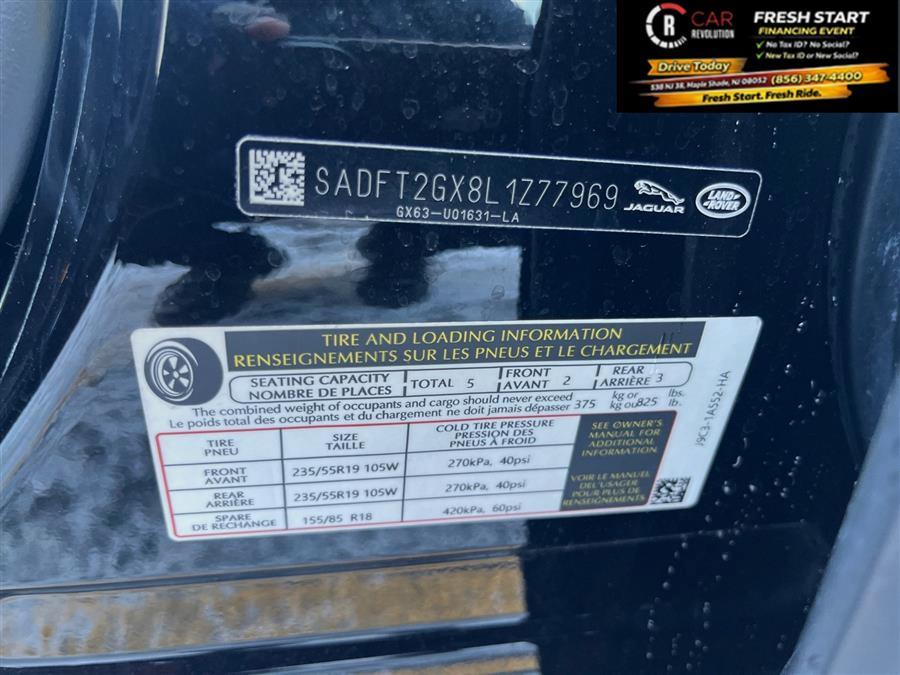 CAR
REVOLUTION
R
FRESH START
FINANCING EVENT
✓ No Tax ID? No Social?
✓ New Tax ID or New Social?
Drive Today
538 NJ 38, Maple Shade, NJ 08052 (856) 347-4400
Fresh Start. Fresh Ride.
SADFT2GX8L1Z77969
GX63-U01631-LA
JAGUAR
LAND ROVER
TIRE AND LOADING INFORMATION
RENSEIGNEMENTS SUR LES PNEUS ET LE CHARGEMENT
SEATING CAPACITY
NOMBRE DE PLACES
TOTAL 5
FRONT
AVANT 2
REAR
ARRIÈRE 3
The combined weight of occupants and cargo should never exceed 375 kg or 825 lbs.
Le poids total des occupants et du chargement ne doit jamais dépasser kg ou lb.
TIRE
PNEU
SIZE
TAILLE
COLD TIRE PRESSURE
PRESSION DES
PNEUS À FROID
FRONT
AVANT
235/55R19 105W
270kPa, 40psi
REAR
ARRIÈRE
235/55R19 105W
270kPa, 40psi
SPARE
DE RECHANGE
155/85 R18
420kPa, 60psi
SEE OWNER'S
MANUAL FOR
ADDITIONAL
INFORMATION
VOIR LE MANUEL
DEL'USAGER
POUR PLUS DE
RENSEIGNEMENTS
J9C3-1A552-HA